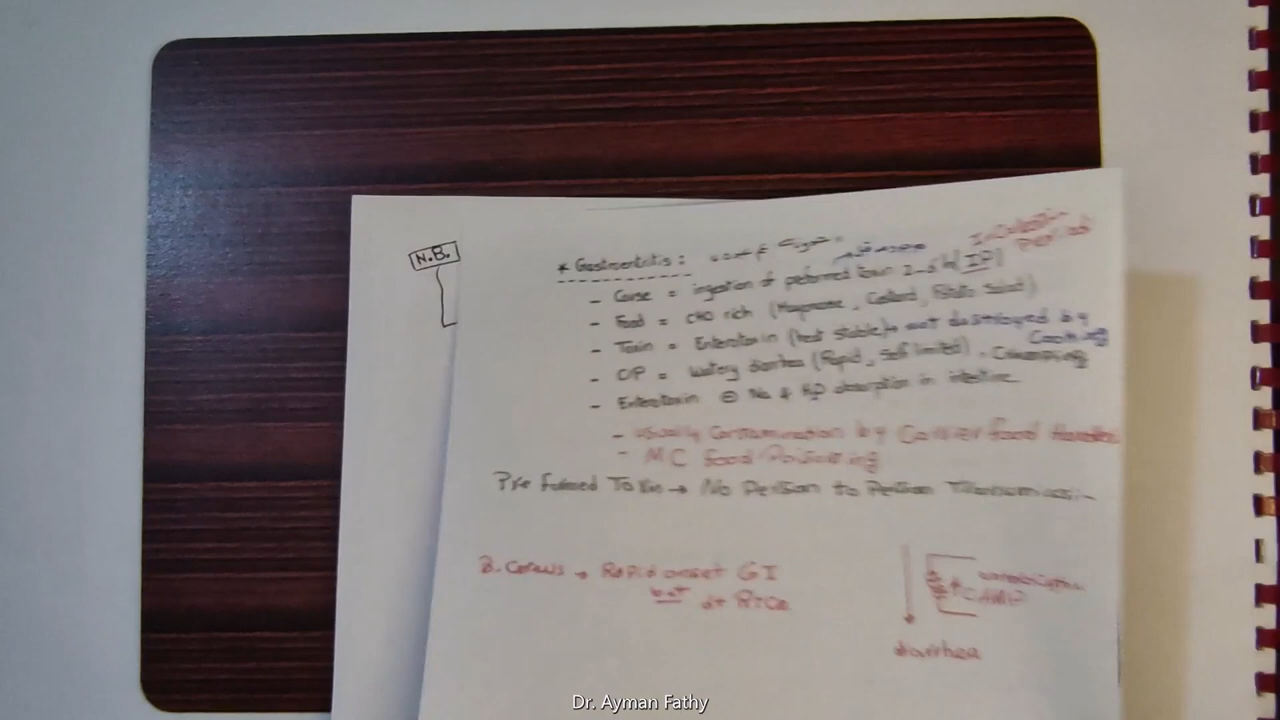 N.B.
* Gastroenteritis:
Incubation Period
- Cause = ingestion of preformed toxin 2-6 h [IP]
- Food = CHO rich (Mayonnaise, Custard, Potato Salad)
- Toxin = Enterotoxin (heat stable) → not destroyed by Cooking
- C/P = Watery diarrhea (Rapid, Self limited), Cramping
- Enterotoxin ⊖ Na & H2O absorption in intestine
- usually Contamination by Carrier food Handler
- MC food Poisoning
Pre formed Toxin → No Person to Person Transmission
B. Cereus → Rapid onset GI
but at Rice
CAMP
diarrhea
Dr. Ayman Fathy